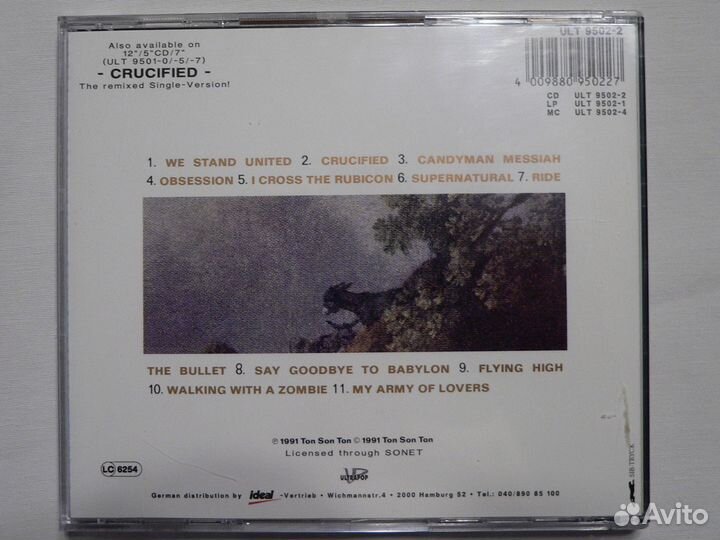 Also available on
12"/5"CD/7"
(ULT 9501-0/-5/-7)
- CRUCIFIED -
The remixed Single-Version!
ULT 9502-2
4 009880 950227
CD ULT 9502-2
LP ULT 9502-1
MC ULT 9502-4
1. WE STAND UNITED 2. CRUCIFIED 3. CANDYMAN MESSIAH
4. OBSESSION 5. I CROSS THE RUBICON 6. SUPERNATURAL 7. RIDE
THE BULLET 8. SAY GOODBYE TO BABYLON 9. FLYING HIGH
10. WALKING WITH A ZOMBIE 11. MY ARMY OF LOVERS
℗ 1991 Ton Son Ton © 1991 Ton Son Ton
Licensed through SONET
LC 6254
ULTRAPOP
German distribution by ideal -Vertrieb • Wichmannstr.4 • 2000 Hamburg 52 • Tel.: 040/890 85 100
SIB-TRYCK
Avito